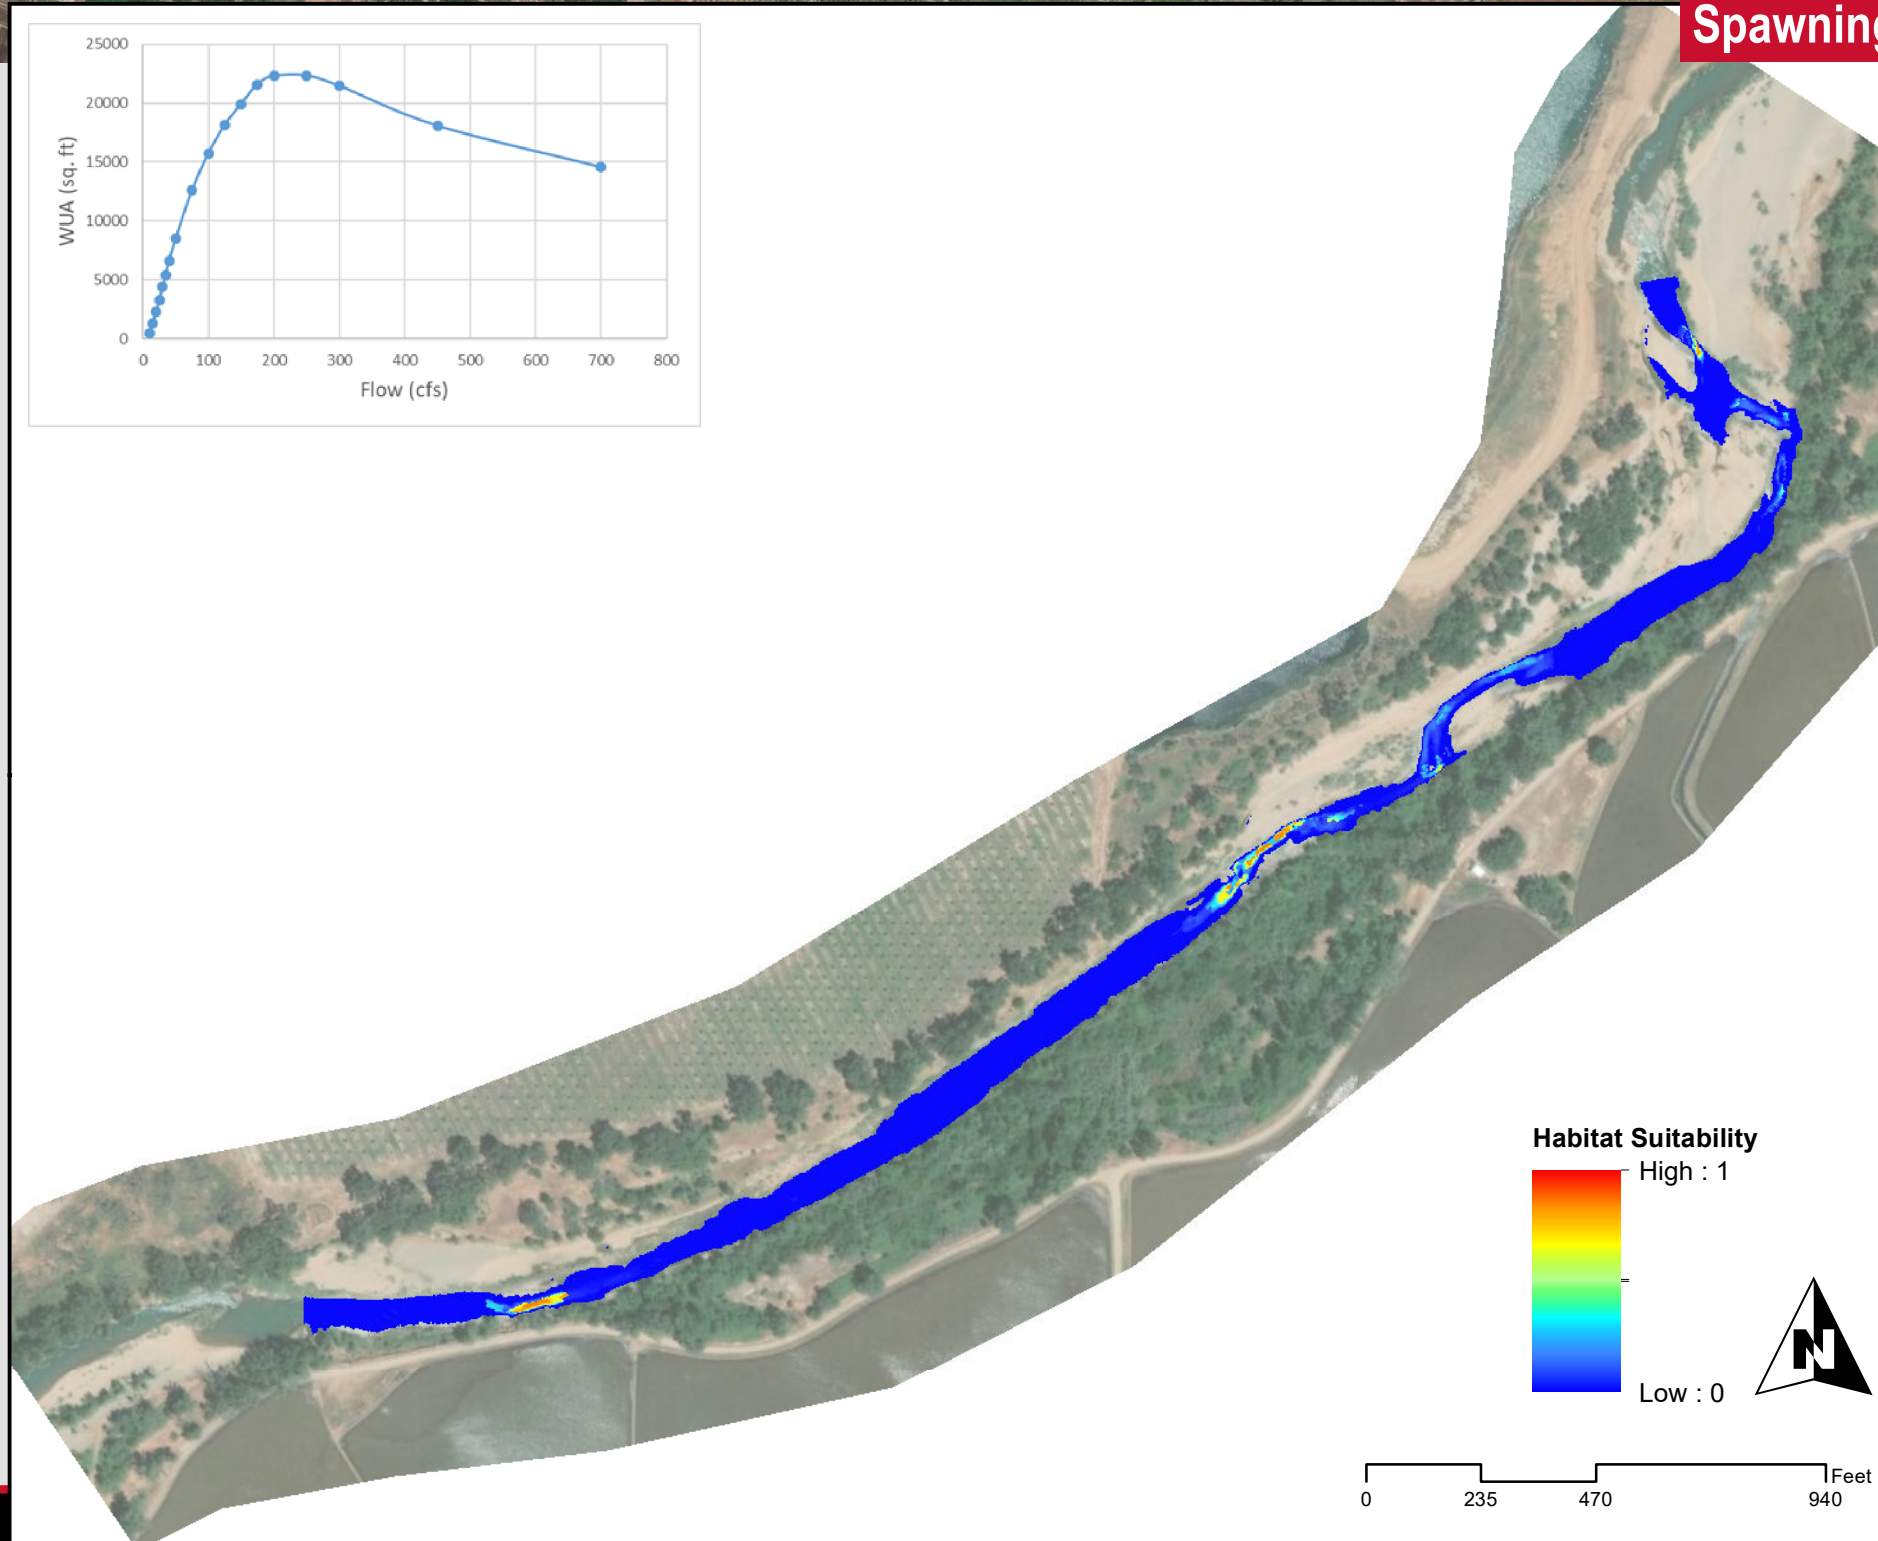 Spawning
25000
20000
15000
10000
5000
0
WUA (sq. ft)
0 100 200 300 400 500 600 700 800
Flow (cfs)
Habitat Suitability
High : 1
Low : 0
N
Feet
0 235 470 940